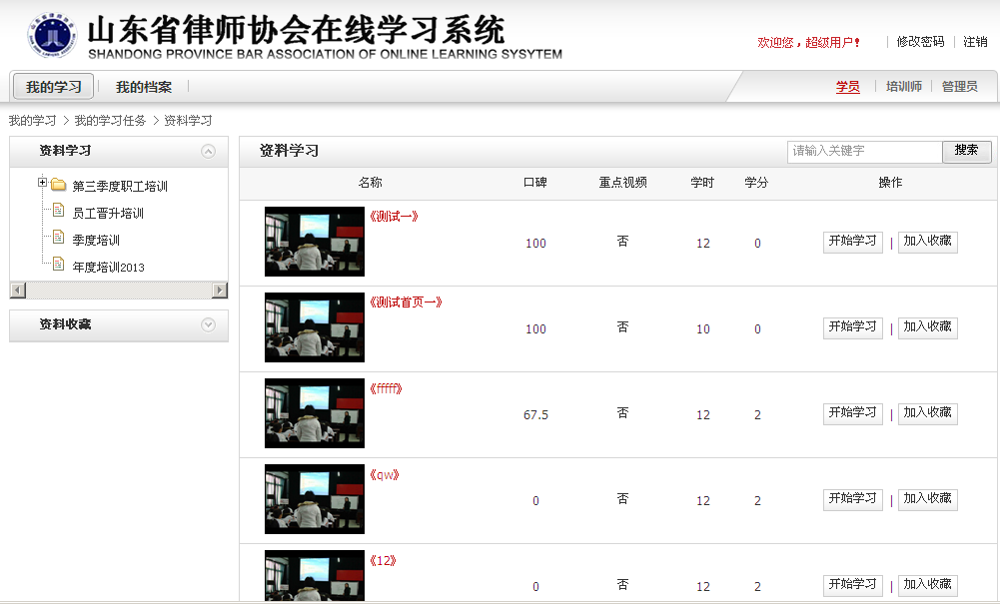 山东省律师协会在线学习系统
SHANDONG PROVINCE BAR ASSOCIATION OF ONLINE LEARNING SYSYTEM
欢迎您，超级用户！ 修改密码 注销
我的学习 我的档案 学员 培训师 管理员
我的学习 > 我的学习任务 > 资料学习
资料学习
第三季度职工培训
员工晋升培训
季度培训
年度培训2013
资料收藏
资料学习 请输入关键字 搜索
名称 口碑 重点视频 学时 学分 操作
《测试一》 100 否 12 0 开始学习 | 加入收藏
《测试首页一》 100 否 10 0 开始学习 | 加入收藏
《fffff》 67.5 否 12 2 开始学习 | 加入收藏
《qw》 0 否 12 2 开始学习 | 加入收藏
《12》 0 否 12 2 开始学习 | 加入收藏